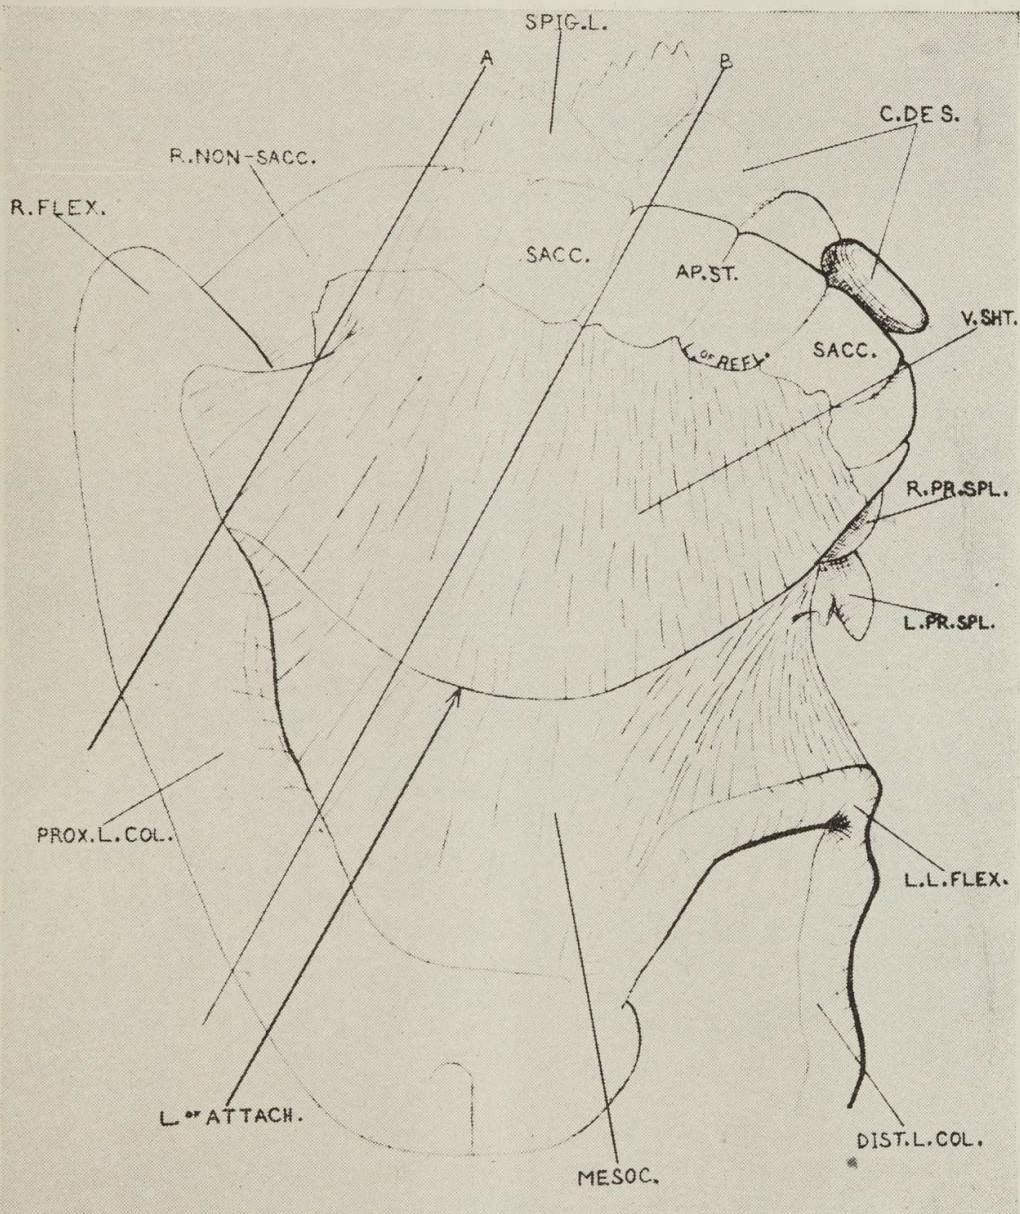 SPIG.L.
A
B
C.DE S.
R.NON-SACC.
R.FLEX.
SACC.
AP.ST.
V.SHT.
L.OF REFL.
SACC.
R.PR.SPL.
L.PR.SPL.
PROX.L.COL.
L.L.FLEX.
L.OF ATTACH.
DIST.L.COL.
MESOC.